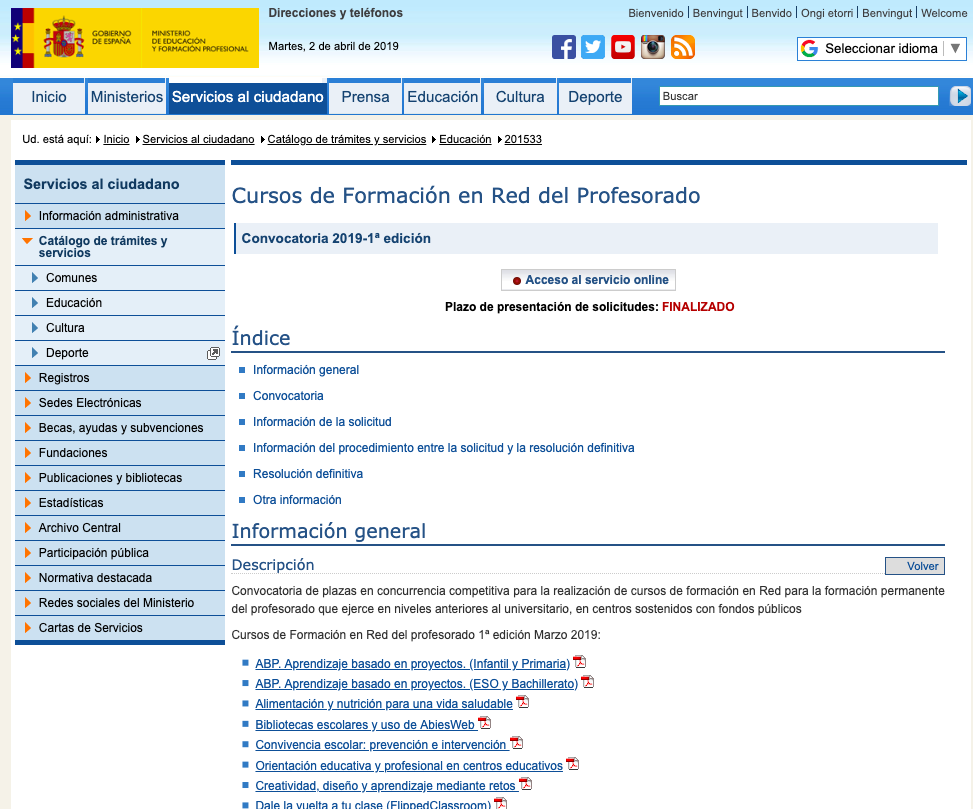 GOBIERNO
DE ESPAÑA
MINISTERIO
DE EDUCACIÓN
Y FORMACIÓN PROFESIONAL
Direcciones y teléfonos
Martes, 2 de abril de 2019
Bienvenido | Benvingut | Benvido | Ongi etorri | Benvingut | Welcome
Seleccionar idioma
Inicio Ministerios Servicios al ciudadano Prensa Educación Cultura Deporte
Buscar
Ud. está aquí: Inicio Servicios al ciudadano Catálogo de trámites y servicios Educación 201533
Servicios al ciudadano
Información administrativa
Catálogo de trámites y
servicios
Comunes
Educación
Cultura
Deporte
Registros
Sedes Electrónicas
Becas, ayudas y subvenciones
Fundaciones
Publicaciones y bibliotecas
Estadísticas
Archivo Central
Participación pública
Normativa destacada
Redes sociales del Ministerio
Cartas de Servicios
Cursos de Formación en Red del Profesorado
Convocatoria 2019-1ª edición
Acceso al servicio online
Plazo de presentación de solicitudes: FINALIZADO
Índice
Información general
Convocatoria
Información de la solicitud
Información del procedimiento entre la solicitud y la resolución definitiva
Resolución definitiva
Otra información
Información general
Descripción
Volver
Convocatoria de plazas en concurrencia competitiva para la realización de cursos de formación en Red para la formación permanente
del profesorado que ejerce en niveles anteriores al universitario, en centros sostenidos con fondos públicos
Cursos de Formación en Red del profesorado 1ª edición Marzo 2019:
ABP. Aprendizaje basado en proyectos. (Infantil y Primaria)
ABP. Aprendizaje basado en proyectos. (ESO y Bachillerato)
Alimentación y nutrición para una vida saludable
Bibliotecas escolares y uso de AbiesWeb
Convivencia escolar: prevención e intervención
Orientación educativa y profesional en centros educativos
Creatividad, diseño y aprendizaje mediante retos
Dale la vuelta a tu clase (FlippedClassroom)